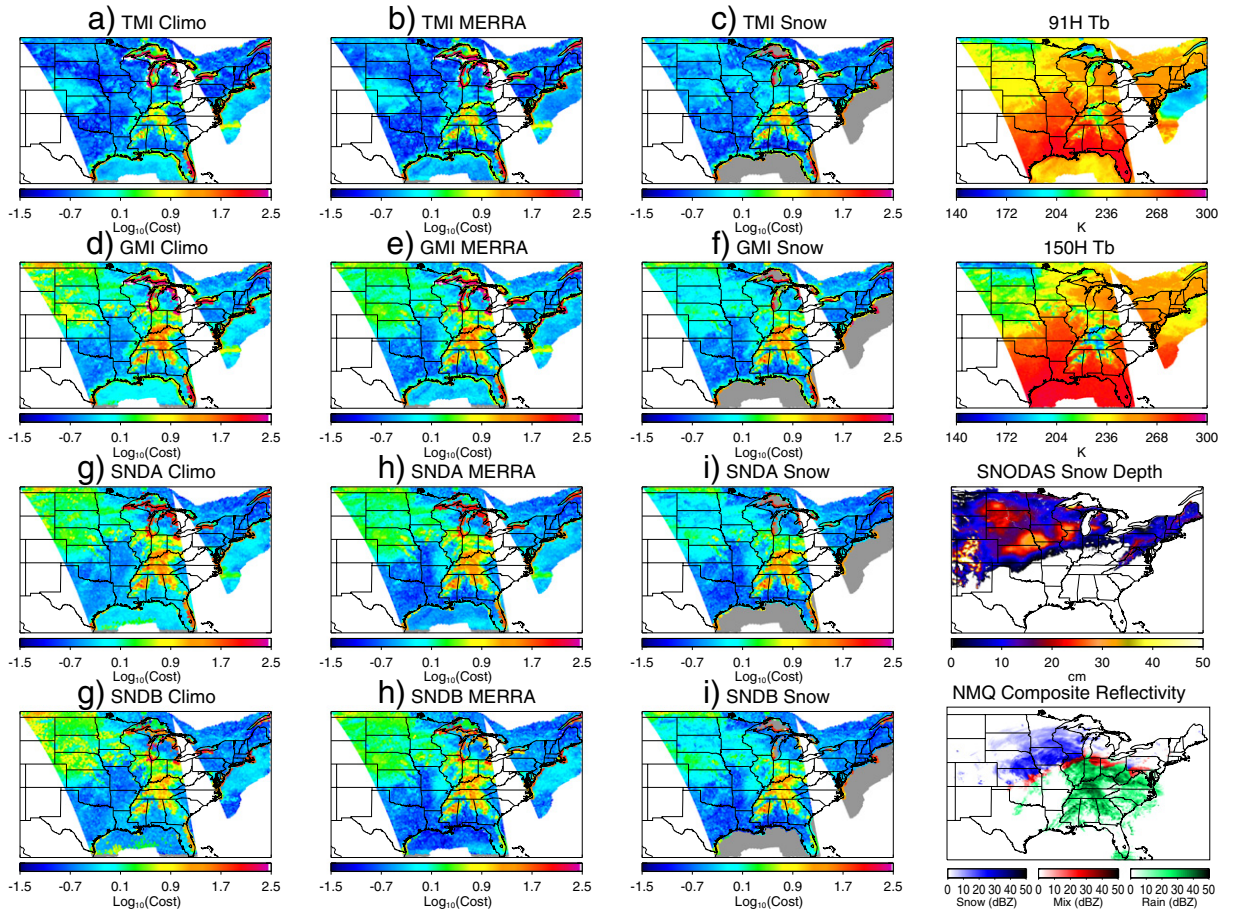 a) TMI Climo
b) TMI MERRA
c) TMI Snow
91H Tb
-1.5 -0.7 0.1 0.9 1.7 2.5
Log10(Cost)
-1.5 -0.7 0.1 0.9 1.7 2.5
Log10(Cost)
-1.5 -0.7 0.1 0.9 1.7 2.5
Log10(Cost)
140 172 204 236 268 300
K
d) GMI Climo
e) GMI MERRA
f) GMI Snow
150H Tb
-1.5 -0.7 0.1 0.9 1.7 2.5
Log10(Cost)
-1.5 -0.7 0.1 0.9 1.7 2.5
Log10(Cost)
-1.5 -0.7 0.1 0.9 1.7 2.5
Log10(Cost)
140 172 204 236 268 300
K
g) SNDA Climo
h) SNDA MERRA
i) SNDA Snow
SNODAS Snow Depth
-1.5 -0.7 0.1 0.9 1.7 2.5
Log10(Cost)
-1.5 -0.7 0.1 0.9 1.7 2.5
Log10(Cost)
-1.5 -0.7 0.1 0.9 1.7 2.5
Log10(Cost)
0 10 20 30 40 50
cm
g) SNDB Climo
h) SNDB MERRA
i) SNDB Snow
NMQ Composite Reflectivity
-1.5 -0.7 0.1 0.9 1.7 2.5
Log10(Cost)
-1.5 -0.7 0.1 0.9 1.7 2.5
Log10(Cost)
-1.5 -0.7 0.1 0.9 1.7 2.5
Log10(Cost)
0 10 20 30 40 50
Snow (dBZ)
0 10 20 30 40 50
Mix (dBZ)
0 10 20 30 40 50
Rain (dBZ)